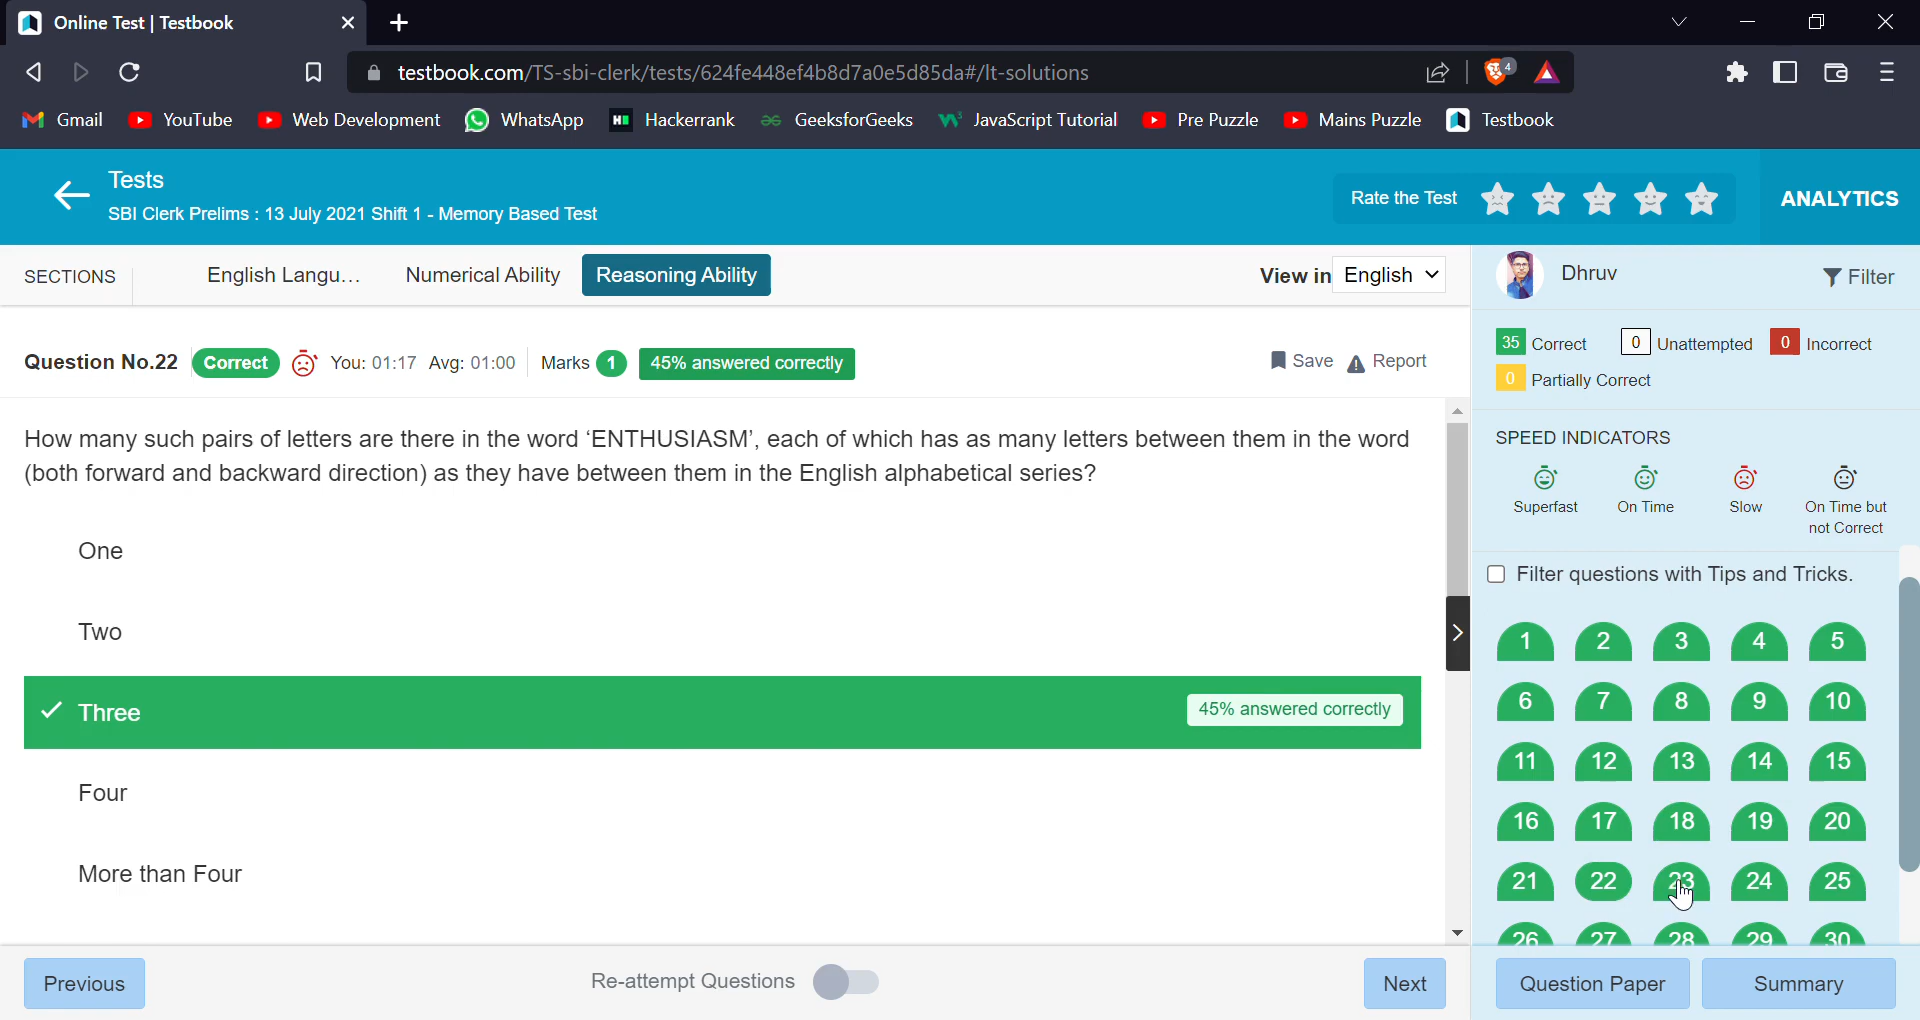 Online Test | Testbook
testbook.com/TS-sbi-clerk/tests/624fe448ef4b8d7a0e5d85da#/lt-solutions
4
Gmail YouTube Web Development WhatsApp Hackerrank GeeksforGeeks JavaScript Tutorial Pre Puzzle Mains Puzzle Testbook
Tests
SBI Clerk Prelims : 13 July 2021 Shift 1 - Memory Based Test
Rate the Test
ANALYTICS
SECTIONS English Langu... Numerical Ability Reasoning Ability View in English
Question No.22 Correct You: 01:17 Avg: 01:00 Marks 1 45% answered correctly Save Report
How many such pairs of letters are there in the word ‘ENTHUSIASM’, each of which has as many letters between them in the word
(both forward and backward direction) as they have between them in the English alphabetical series?
One
Two
Three 45% answered correctly
Four
More than Four
Previous Re-attempt Questions Next
Dhruv Filter
35 Correct 0 Unattempted 0 Incorrect
0 Partially Correct
SPEED INDICATORS
Superfast On Time Slow On Time but
not Correct
Filter questions with Tips and Tricks.
1 2 3 4 5
6 7 8 9 10
11 12 13 14 15
16 17 18 19 20
21 22 23 24 25
26 27 28 29 30
Question Paper Summary